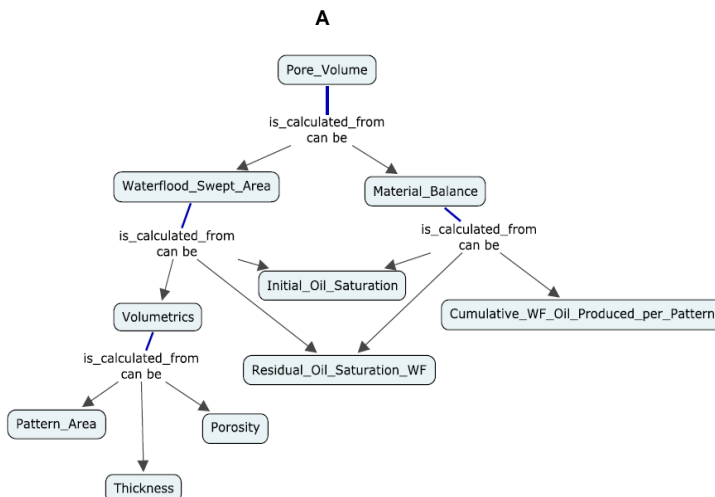 A
Pore_Volume
is_calculated_from
can be
Waterflood_Swept_Area
Material_Balance
is_calculated_from
can be
is_calculated_from
can be
Initial_Oil_Saturation
Volumetrics
Cumulative_WF_Oil_Produced_per_Pattern
is_calculated_from
can be
Residual_Oil_Saturation_WF
Pattern_Area
Porosity
Thickness